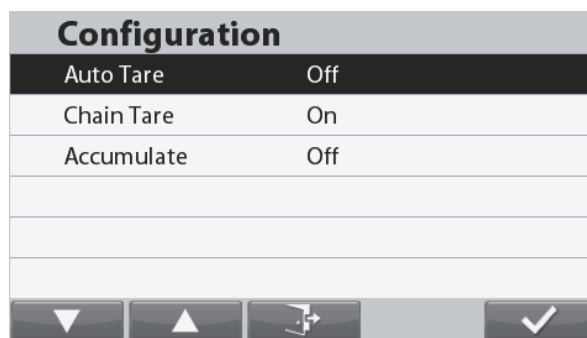 Configuration
Auto Tare Off
Chain Tare On
Accumulate Off